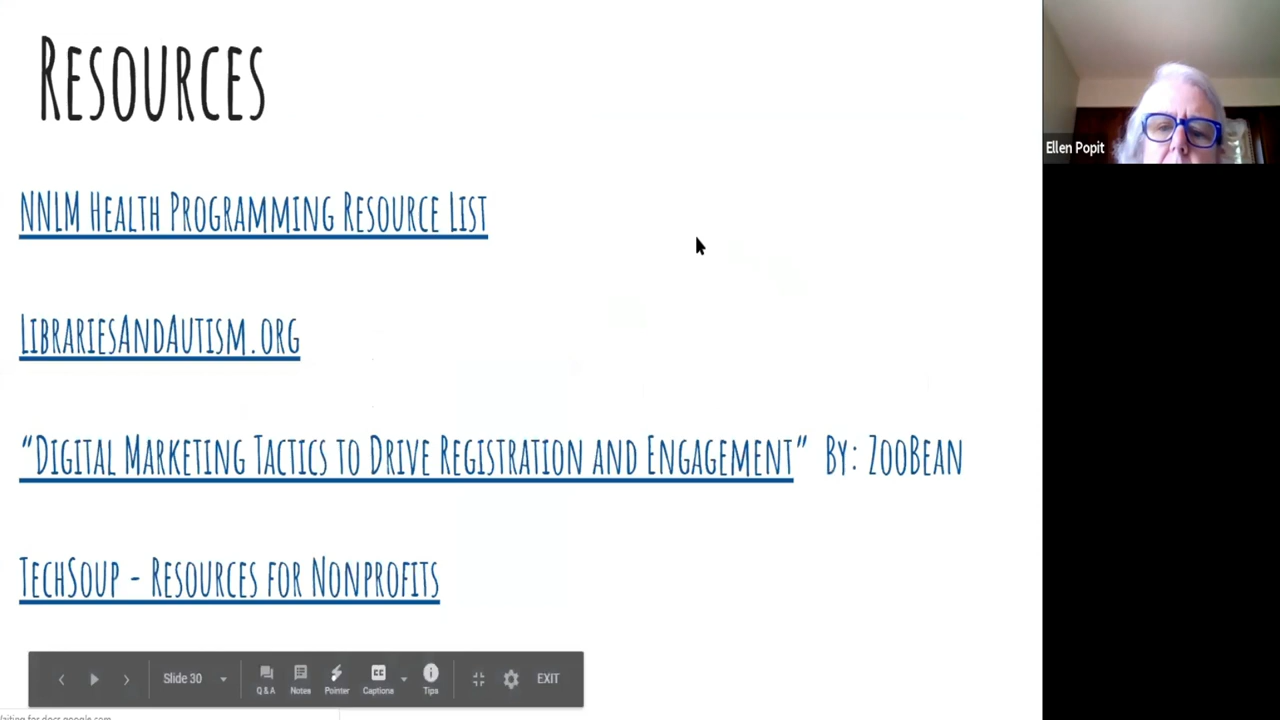 Resources
NNLM Health Programming Resource List
LibrariesAndAutism.org
"Digital Marketing Tactics to Drive Registration and Engagement" By: ZooBean
TechSoup - Resources for Nonprofits
Ellen Popit
Slide 30
Q & A
Notes
Pointer
Captions
Tips
EXIT